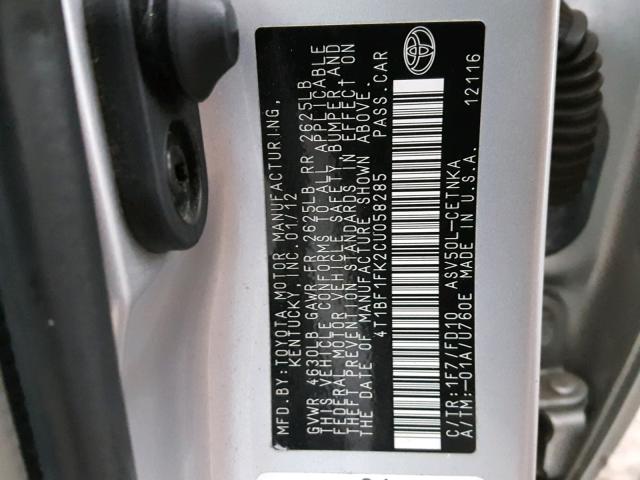 MFD.BY:TOYOTA MOTOR MANUFACTURING,
KENTUCKY, INC. 01/12
GVWR 4630LB GAWR FR 2625LB RR 2625LB
THIS VEHICLE CONFORMS TO ALL APPLICABLE
FEDERAL MOTOR VEHICLE SAFETY, BUMPER AND
THEFT PREVENTION STANDARDS IN EFFECT ON
THE DATE OF MANUFACTURE SHOWN ABOVE.
4T1BF1FK2CU058285 PASS.CAR
C/TR:1F7/FD10 ASV50L-CETNKA
A/TM:-01A/U760E MADE IN U.S.A. 12116